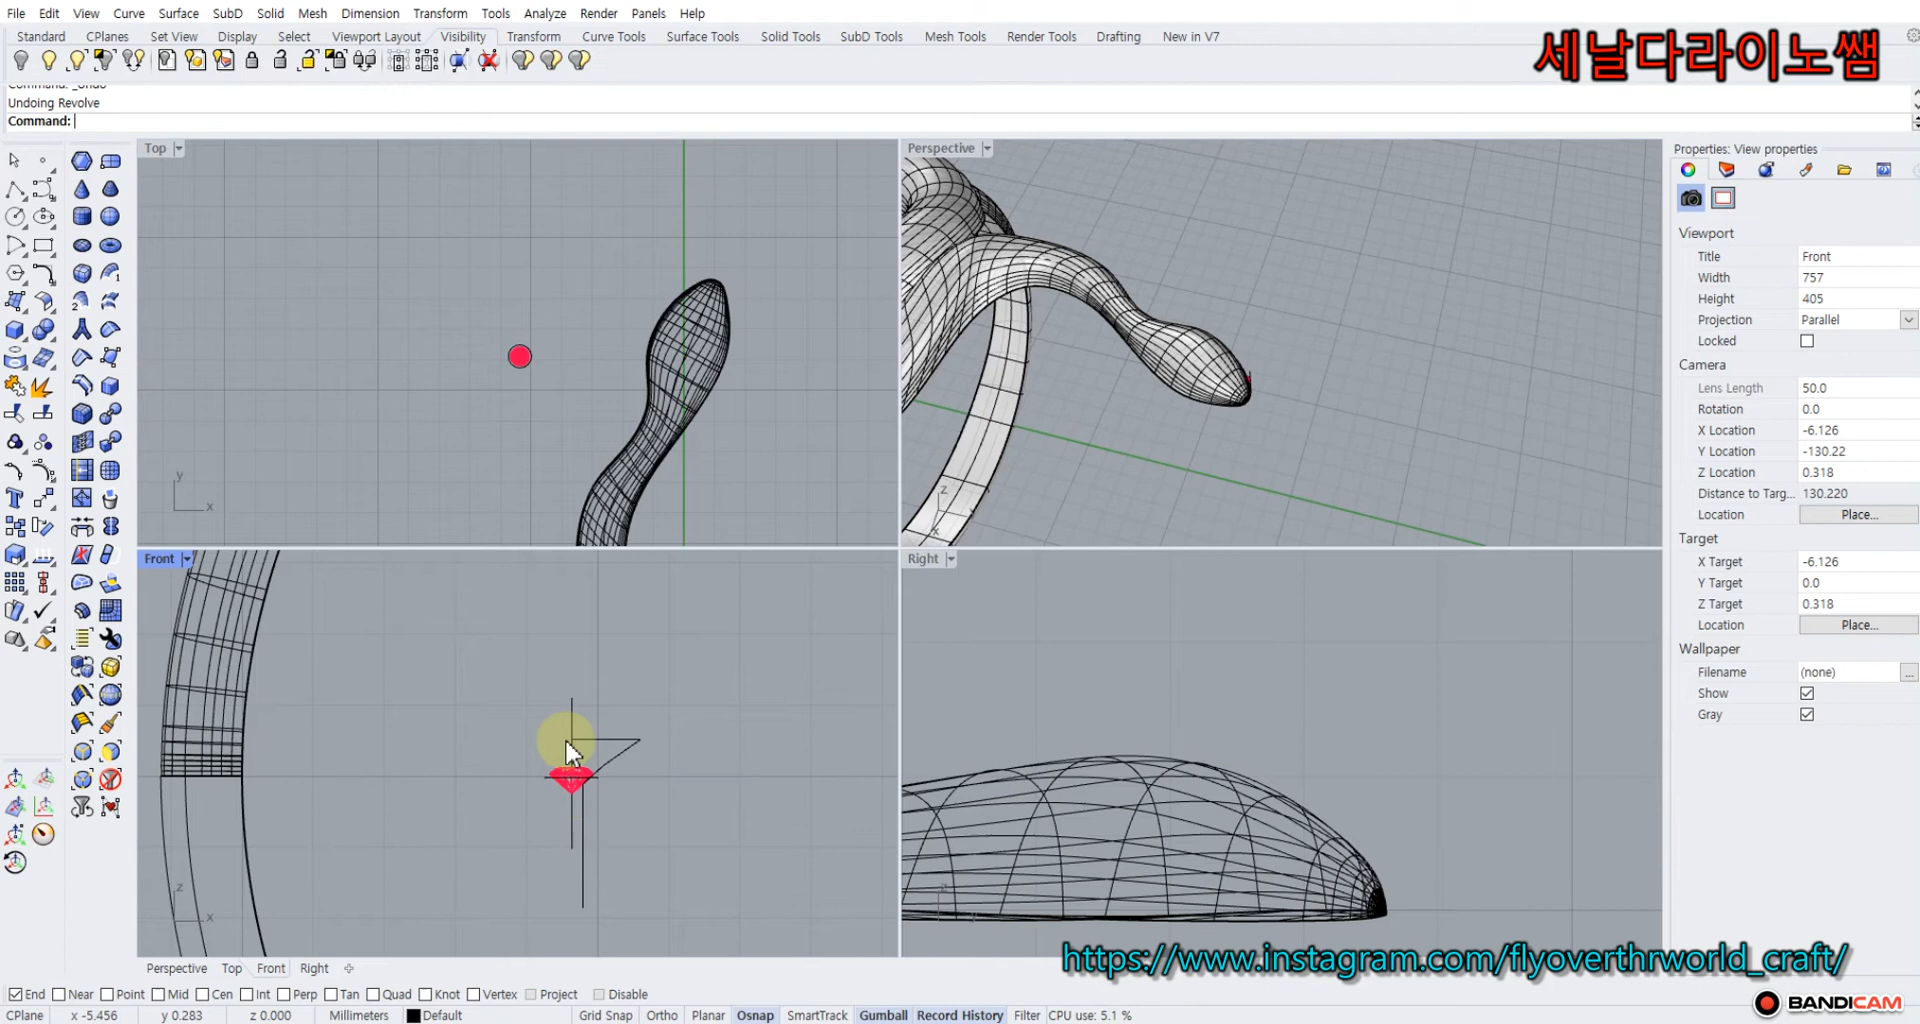 File Edit View Curve Surface SubD Solid Mesh Dimension Transform Tools Analyze Render Panels Help
Standard CPlanes Set View Display Select Viewport Layout Visibility Transform Curve Tools Surface Tools Solid Tools SubD Tools Mesh Tools Render Tools Drafting New in V7
세날다라이노쌤
Command: _Undo
Undoing Revolve
Command:
Top
Perspective
Properties: View properties
Viewport
Title Front
Width 757
Height 405
Projection Parallel
Locked
Camera
Lens Length 50.0
Rotation 0.0
X Location -6.126
Y Location -130.22
Z Location 0.318
Distance to Targ... 130.220
Location Place...
Target
X Target -6.126
Y Target 0.0
Z Target 0.318
Location Place...
Wallpaper
Filename (none) ...
Show
Gray
y
x
z
x
Front
Right
z
x
z
https://www.instagram.com/flyoverthrworld_craft/
Perspective Top Front Right
End Near Point Mid Cen Int Perp Tan Quad Knot Vertex Project Disable
BANDICAM
CPlane x -5.456 y 0.283 z 0.000 Millimeters Default Grid Snap Ortho Planar Osnap SmartTrack Gumball Record History Filter CPU use: 5.1 %